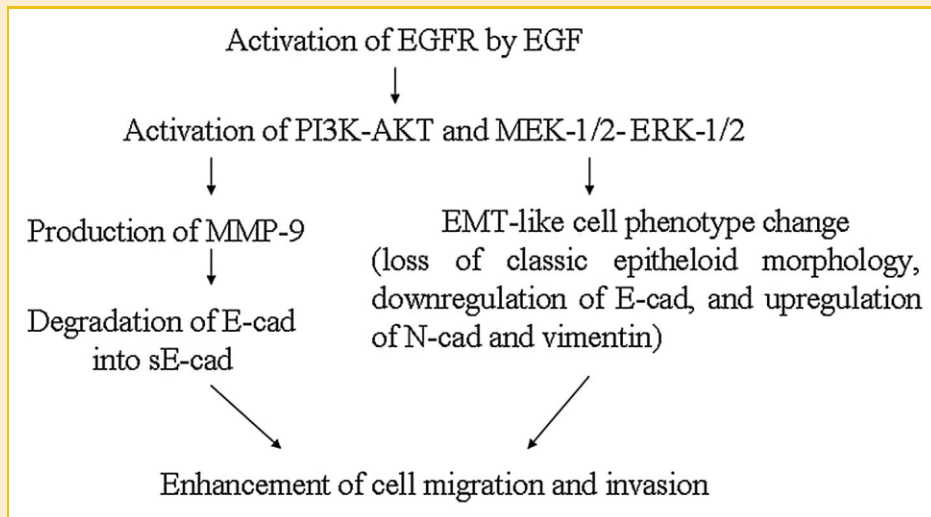 Activation of EGFR by EGF
Activation of PI3K-AKT and MEK-1/2-ERK-1/2
Production of MMP-9
Degradation of E-cad
into sE-cad
EMT-like cell phenotype change
(loss of classic epitheloid morphology,
downregulation of E-cad, and upregulation
of N-cad and vimentin)
Enhancement of cell migration and invasion